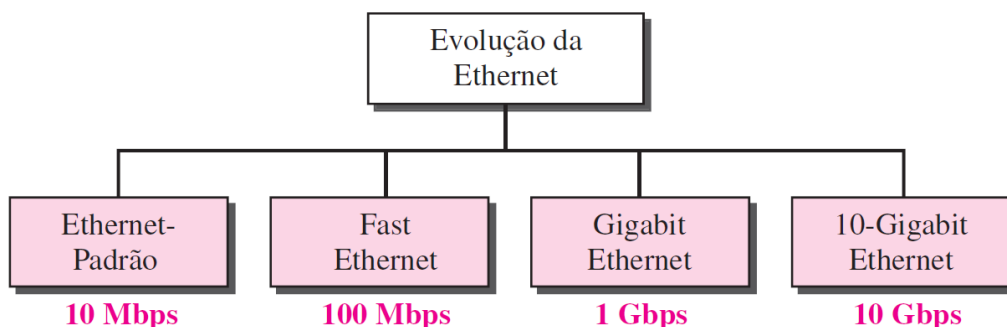 Evolução da
Ethernet
Ethernet-
Padrão
10 Mbps
Fast
Ethernet
100 Mbps
Gigabit
Ethernet
1 Gbps
10-Gigabit
Ethernet
10 Gbps